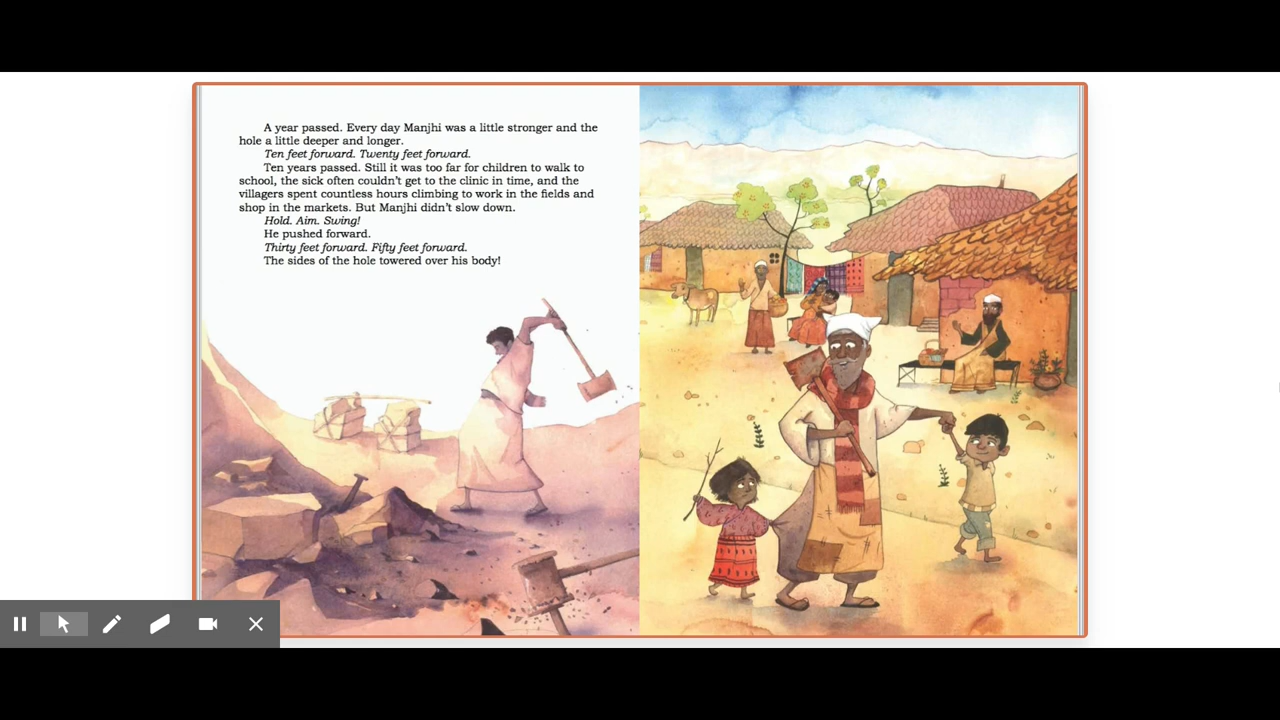 A year passed. Every day Manjhi was a little stronger and the
hole a little deeper and longer.
Ten feet forward. Twenty feet forward.
Ten years passed. Still it was too far for children to walk to
school, the sick often couldn't get to the clinic in time, and the
villagers spent countless hours climbing to work in the fields and
shop in the markets. But Manjhi didn't slow down.
Hold. Aim. Swing!
He pushed forward.
Thirty feet forward. Fifty feet forward.
The sides of the hole towered over his body!